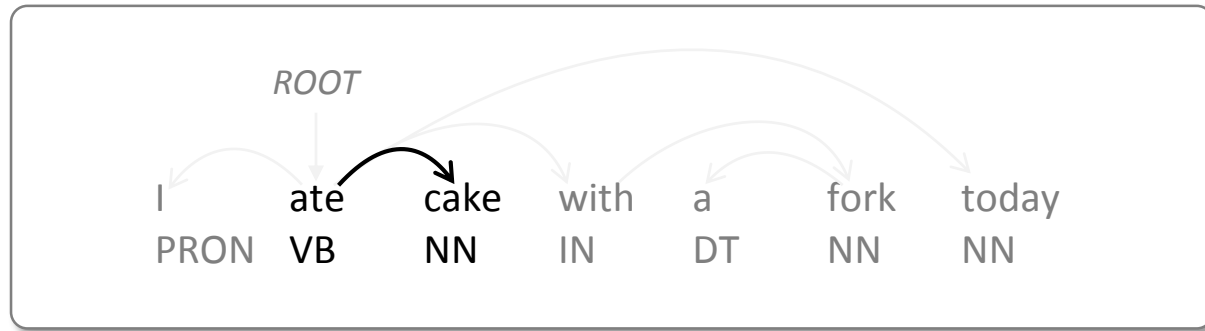 ROOT
I ate cake with a fork today
PRON VB NN IN DT NN NN